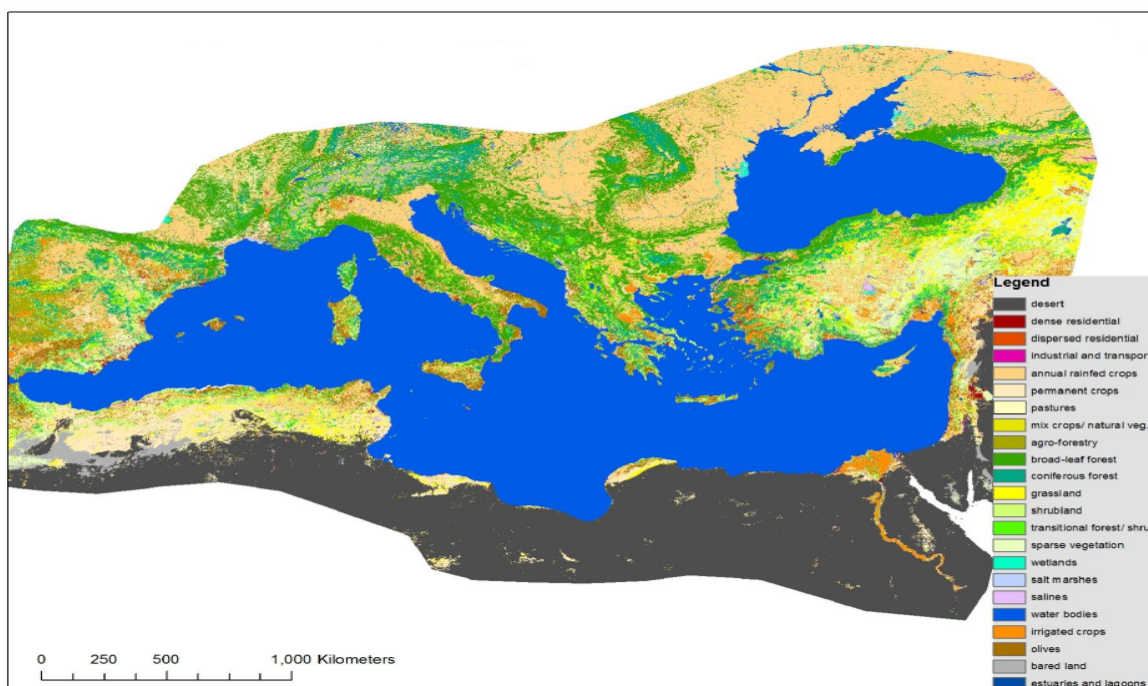 Legend
desert
dense residential
dispersed residential
industrial and transpor
annual rainfed crops
permanent crops
pastures
mix crops/ natural veg.
agro-forestry
broad-leaf forest
coniferous forest
grassland
shrubland
transitional forest/ shru
sparse vegetation
wetlands
salt marshes
salines
water bodies
irrigated crops
olives
bared land
estuaries and lagoons
0 250 500 1,000 Kilometers